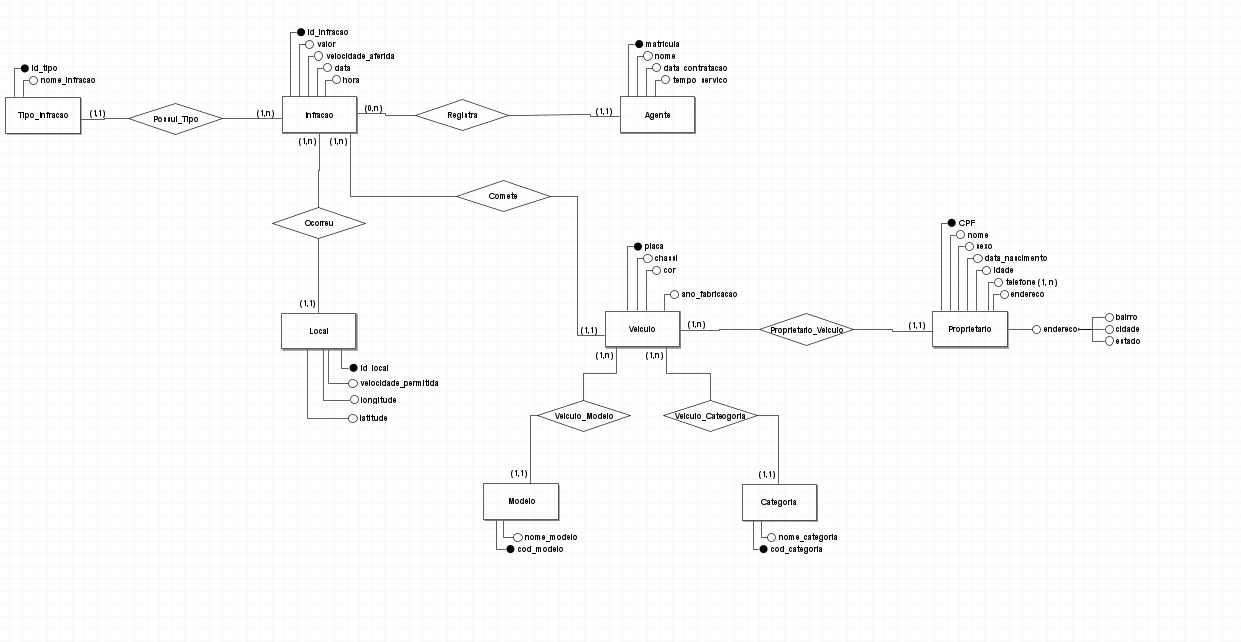 id_infracao
valor
velocidade_aferida
data
hora
matricula
nome
data_contratacao
tempo_servico
id_tipo
nome_infracao
Tipo_Infracao
(1,1)
Possui_Tipo
(1,n)
Infracao
(0,n)
Registra
(1,1)
Agente
(1,n)
(1,n)
Comete
Ocorreu
CPF
nome
sexo
data_nascimento
idade
telefone (1, n)
endereco
placa
chassi
cor
ano_fabricacao
(1,1)
Local
(1,1)
Veiculo
(1,n)
Proprietario_Veiculo
(1,1)
Proprietario
endereco
bairro
cidade
estado
(1,n)
(1,n)
id_local
velocidade_permitida
longitude
latitude
Veiculo_Modelo
Veiculo_Cateogoria
(1,1)
(1,1)
Modelo
Categoria
nome_modelo
cod_modelo
nome_categoria
cod_categoria